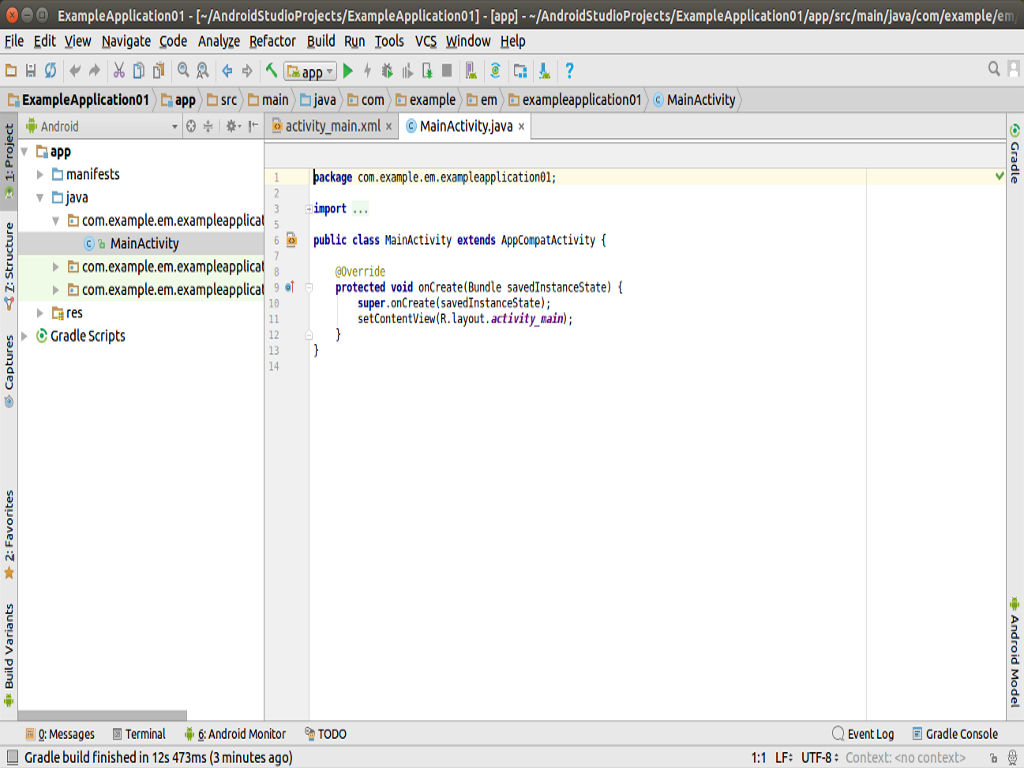 ExampleApplication01 - [~/AndroidStudioProjects/ExampleApplication01] - [app] - ~/AndroidStudioProjects/ExampleApplication01/app/src/main/java/com/example/em/
File Edit View Navigate Code Analyze Refactor Build Run Tools VCS Window Help
app
ExampleApplication01 app src main java com example em exampleapplication01 MainActivity
Android
activity_main.xml
MainActivity.java
1: Project
Z: Structure
Captures
2: Favorites
Build Variants
app
manifests
java
com.example.em.exampleapplicat
MainActivity
com.example.em.exampleapplicat
com.example.em.exampleapplicat
res
Gradle Scripts
1 package com.example.em.exampleapplication01;
2
3 import ...
5
6 public class MainActivity extends AppCompatActivity {
7
8 @Override
9 protected void onCreate(Bundle savedInstanceState) {
10 super.onCreate(savedInstanceState);
11 setContentView(R.layout.activity_main);
12 }
13 }
14
Gradle
Android Model
0: Messages Terminal 6: Android Monitor TODO Event Log Gradle Console
Gradle build finished in 12s 473ms (3 minutes ago) 1:1 LF÷ UTF-8÷ Context: <no context>